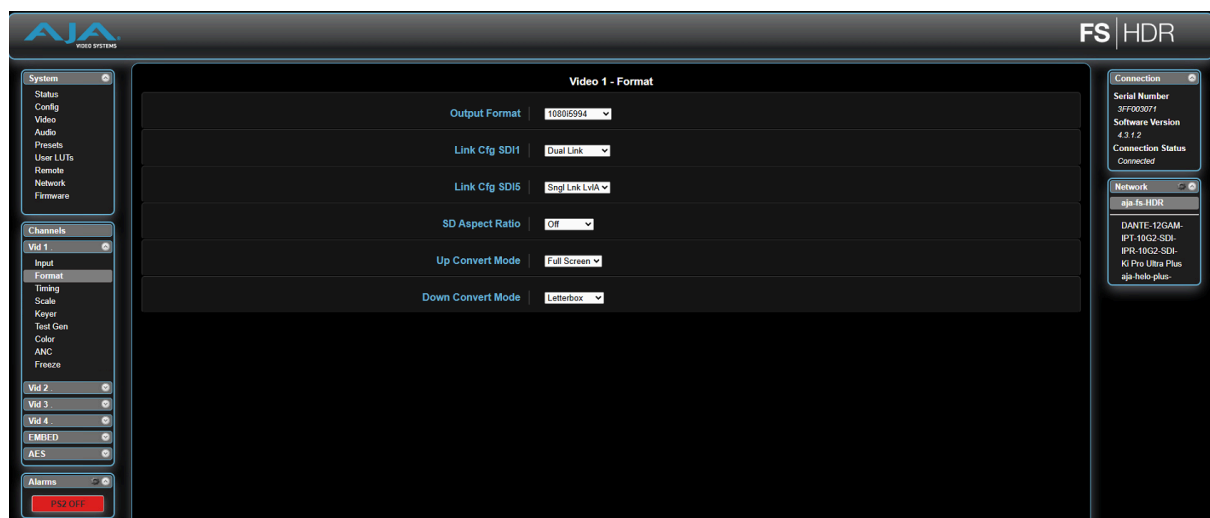 AJA
VIDEO SYSTEMS
FS HDR
System
Status
Config
Video
Audio
Presets
User LUTs
Remote
Network
Firmware
Channels
Vid 1 .
Input
Format
Timing
Scale
Keyer
Test Gen
Color
ANC
Freeze
Vid 2 .
Vid 3 .
Vid 4 .
EMBED
AES
Alarms
PS2 OFF
Video 1 - Format
Output Format 1080i5994
Link Cfg SDI1 Dual Link
Link Cfg SDI5 Sngl Lnk LvlA
SD Aspect Ratio Off
Up Convert Mode Full Screen
Down Convert Mode Letterbox
Connection
Serial Number
3FF003071
Software Version
4.3.1.2
Connection Status
Connected
Network
aja-fs-HDR
DANTE-12GAM-
IPT-10G2-SDI-
IPR-10G2-SDI-
Ki Pro Ultra Plus
aja-helo-plus-